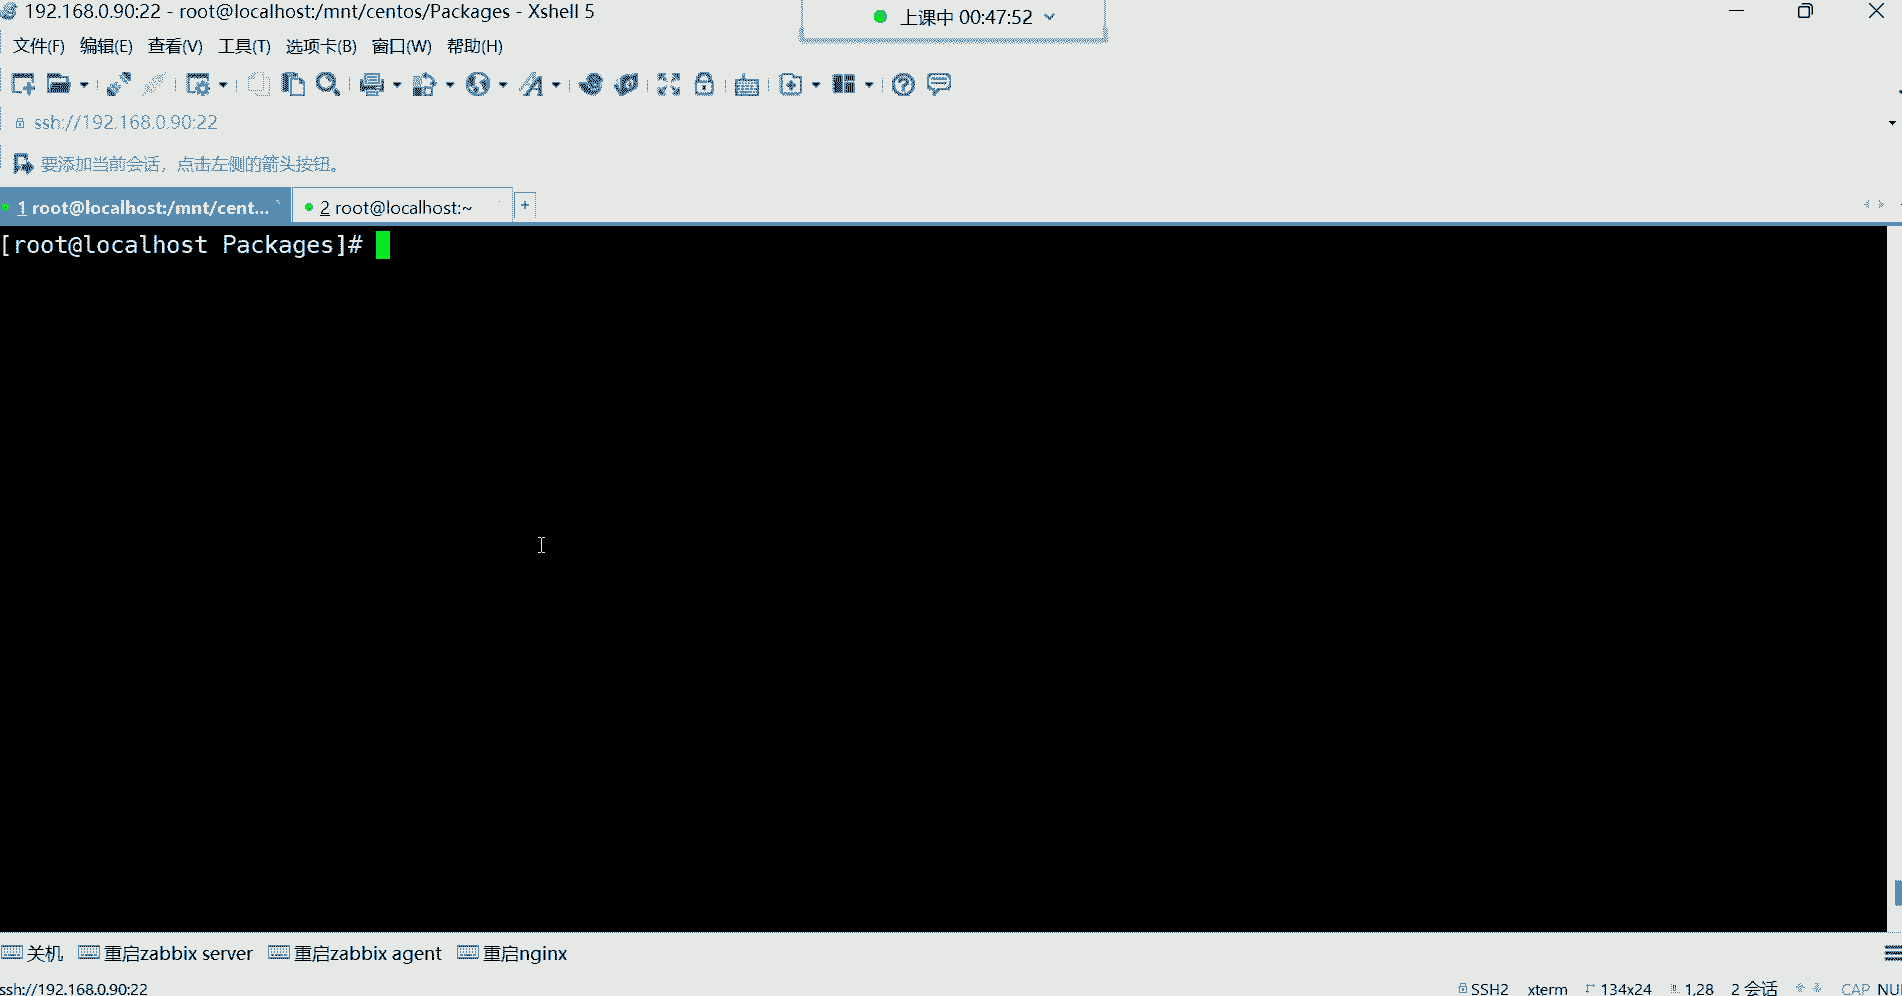 192.168.0.90:22 - root@localhost:/mnt/centos/Packages - Xshell 5
上课中 00:47:52
文件(F) 编辑(E) 查看(V) 工具(T) 选项卡(B) 窗口(W) 帮助(H)
ssh://192.168.0.90:22
要添加当前会话，点击左侧的箭头按钮。
1 root@localhost:/mnt/cent... 2 root@localhost:~ +
[root@localhost Packages]#
关机 重启zabbix server 重启zabbix agent 重启nginx
ssh://192.168.0.90:22 SSH2 xterm 134x24 1,28 2 会话 CAP NU